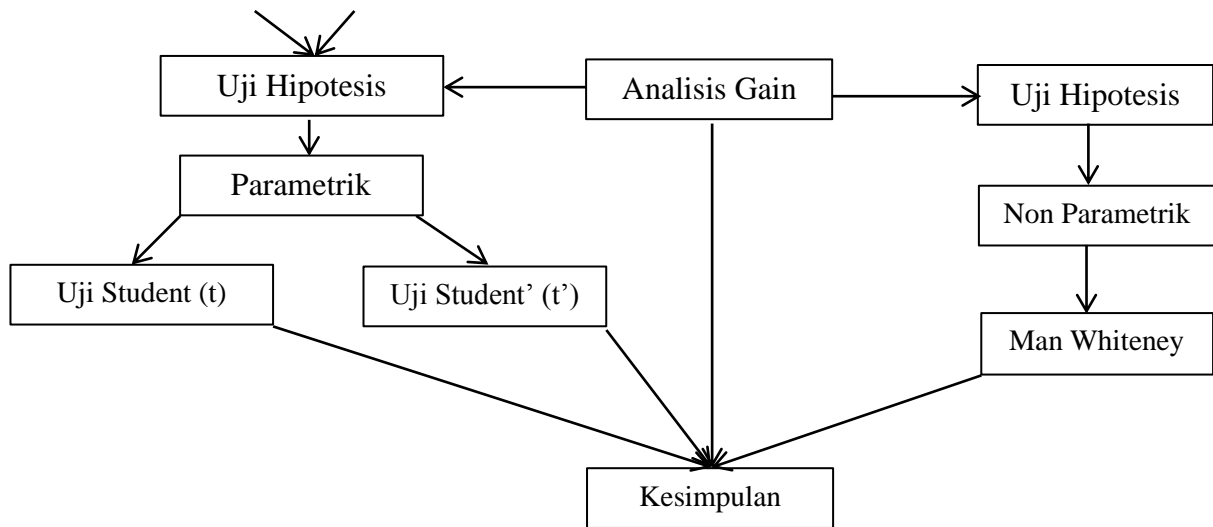 Uji Hipotesis
Analisis Gain
Uji Hipotesis
Parametrik
Non Parametrik
Uji Student (t)
Uji Student’ (t’)
Man Whiteney
Kesimpulan